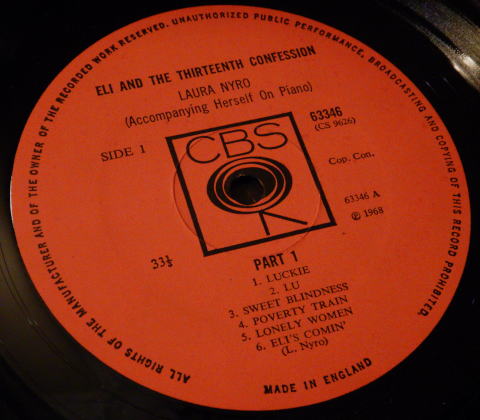 ALL RIGHTS OF THE MANUFACTURER AND OF THE OWNER OF THE RECORDED WORK RESERVED. UNAUTHORIZED PUBLIC PERFORMANCE, BROADCASTING AND COPYING OF THIS RECORD PROHIBITED.
ELI AND THE THIRTEENTH CONFESSION
LAURA NYRO
(Accompanying Herself On Piano)
SIDE 1
CBS
63346
(CS 9626)
Cop. Con.
63346 A
℗ 1968
33⅓
PART 1
1. LUCKIE
2. LU
3. SWEET BLINDNESS
4. POVERTY TRAIN
5. LONELY WOMEN
6. ELI'S COMIN'
(L. Nyro)
MADE IN ENGLAND